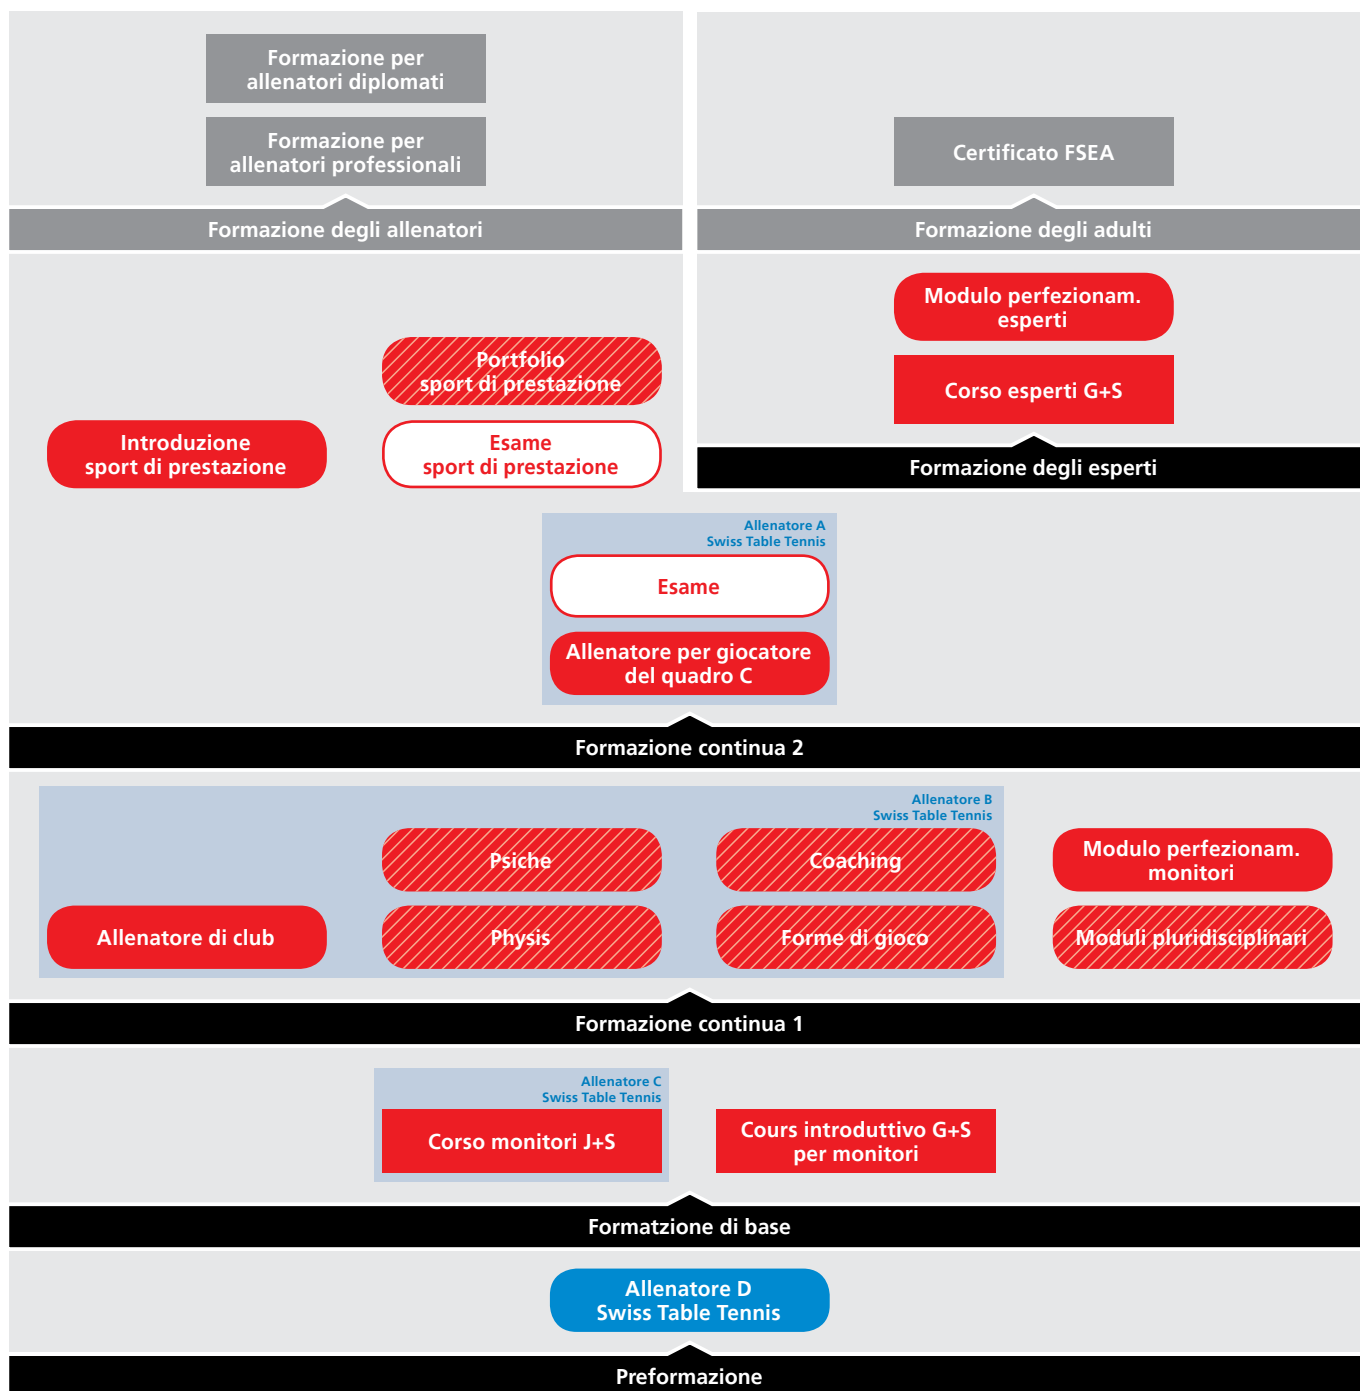 Formazione per
allenatori diplomati
Formazione per
allenatori professionali
Certificato FSEA
Formazione degli allenatori
Formazione degli adulti
Modulo perfezionam.
esperti
Portfolio
sport di prestazione
Corso esperti G+S
Introduzione
sport di prestazione
Esame
sport di prestazione
Formazione degli esperti
Allenatore A
Swiss Table Tennis
Esame
Allenatore per giocatore
del quadro C
Formazione continua 2
Allenatore B
Swiss Table Tennis
Psiche
Coaching
Modulo perfezionam.
monitori
Allenatore di club
Physis
Forme di gioco
Moduli pluridisciplinari
Formazione continua 1
Allenatore C
Swiss Table Tennis
Corso monitori J+S
Cours introduttivo G+S
per monitori
Formatzione di base
Allenatore D
Swiss Table Tennis
Preformazione